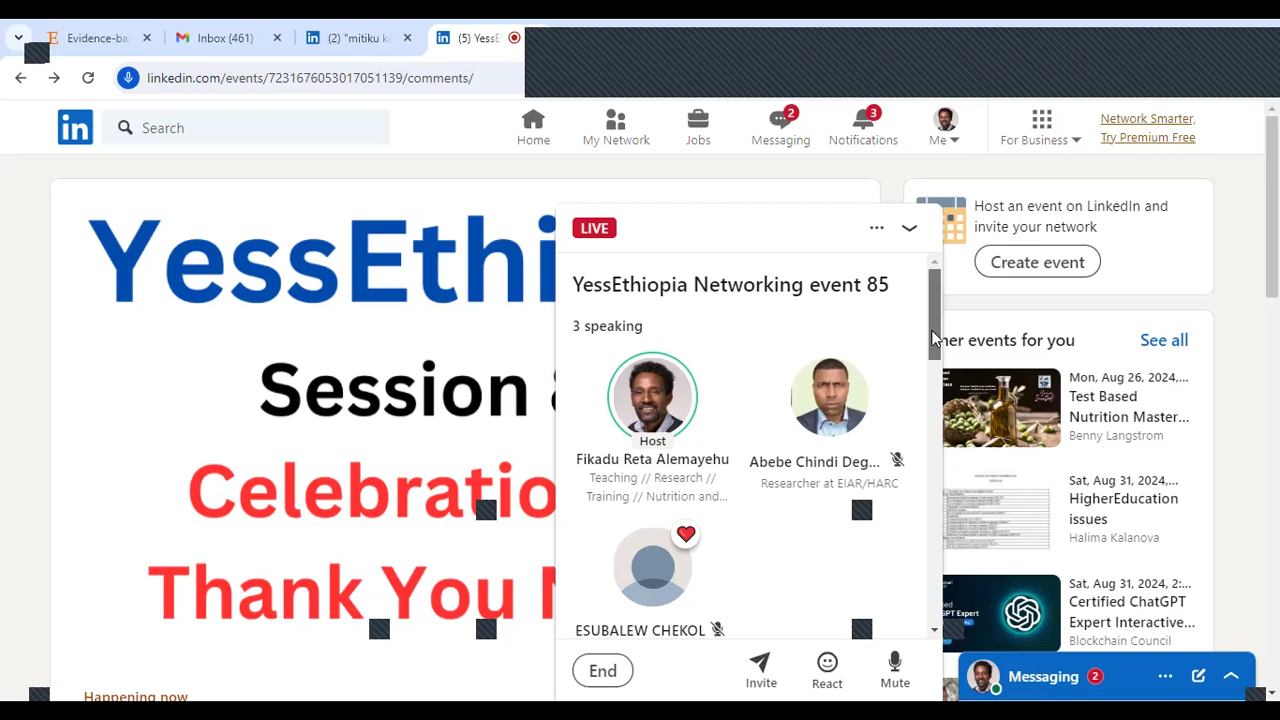 Evidence-ba
Inbox (461)
(2) "mitiku k
(5) YessE
linkedin.com/events/7231676053017051139/comments/
in
Search
Home
My Network
Jobs
2
Messaging
3
Notifications
Me
For Business
Network Smarter,
Try Premium Free
YessEthi
Session
Celebratio
Thank You
Happening now
LIVE
YessEthiopia Networking event 85
3 speaking
Host
Fikadu Reta Alemayehu
Teaching // Research //
Training // Nutrition and...
Abebe Chindi Deg...
Researcher at EIAR/HARC
ESUBALEW CHEKOL
End
Invite
React
Mute
Host an event on LinkedIn and
invite your network
Create event
her events for you
See all
Mon, Aug 26, 2024,...
Test Based
Nutrition Master...
Benny Langstrom
Sat, Aug 31, 2024,...
HigherEducation
issues
Halima Kalanova
Sat, Aug 31, 2024, 2:...
Certified ChatGPT
Expert Interactive...
Blockchain Council
Messaging 2